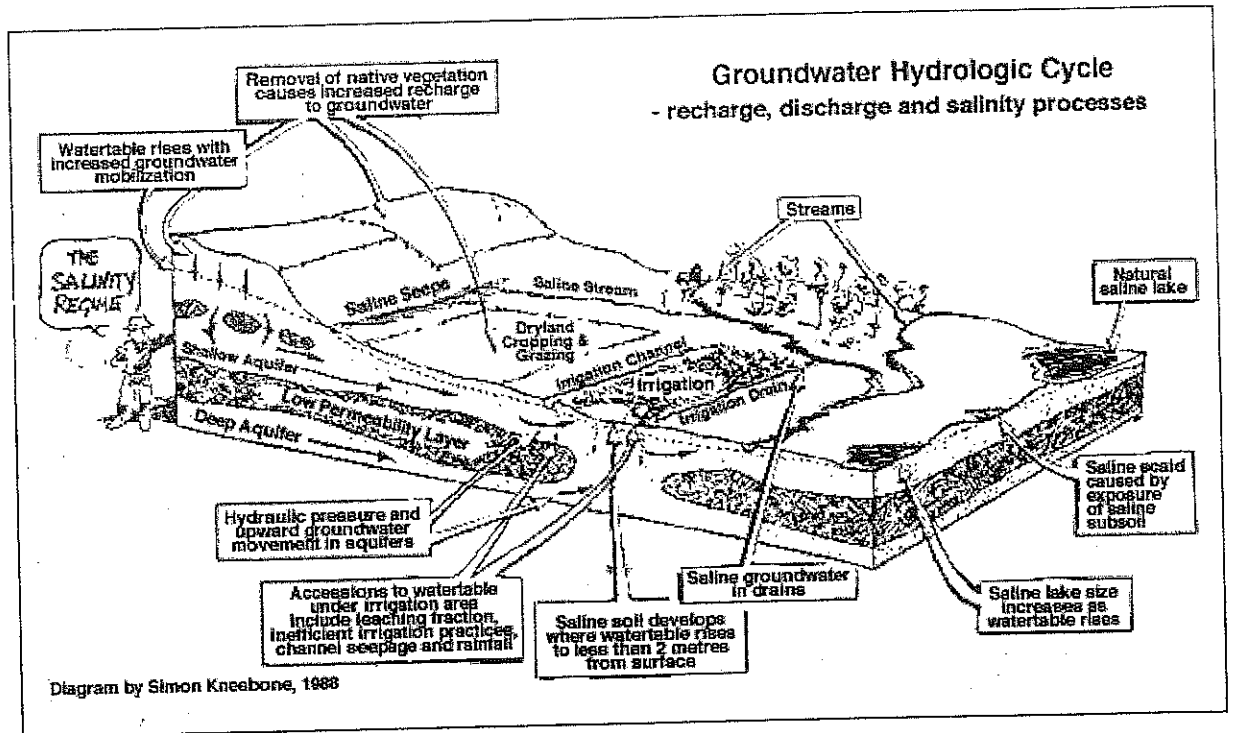 Groundwater Hydrologic Cycle
- recharge, discharge and salinity processes
Removal of native vegetation
causes increased recharge
to groundwater
Watertable rises with
increased groundwater
mobilization
THE
SALINITY
REGIME
Streams
Natural
saline lake
Saline Seeps
Saline Stream
Dryland
Cropping &
Grazing
Irrigation Channel
Irrigation
Irrigation Drain
Shallow Aquifer
Low Permeability Layer
Deep Aquifer
Hydraulic pressure and
upward groundwater
movement in aquifers
Accessions to watertable
under irrigation area
include leaching fraction,
inefficient irrigation practices,
channel seepage and rainfall
Saline soil develops
where watertable rises
to less than 2 metres
from surface
Saline groundwater
in drains
Saline scald
caused by
exposure
of saline
subsoil
Saline lake size
increases as
watertable rises
Diagram by Simon Kneebone, 1988